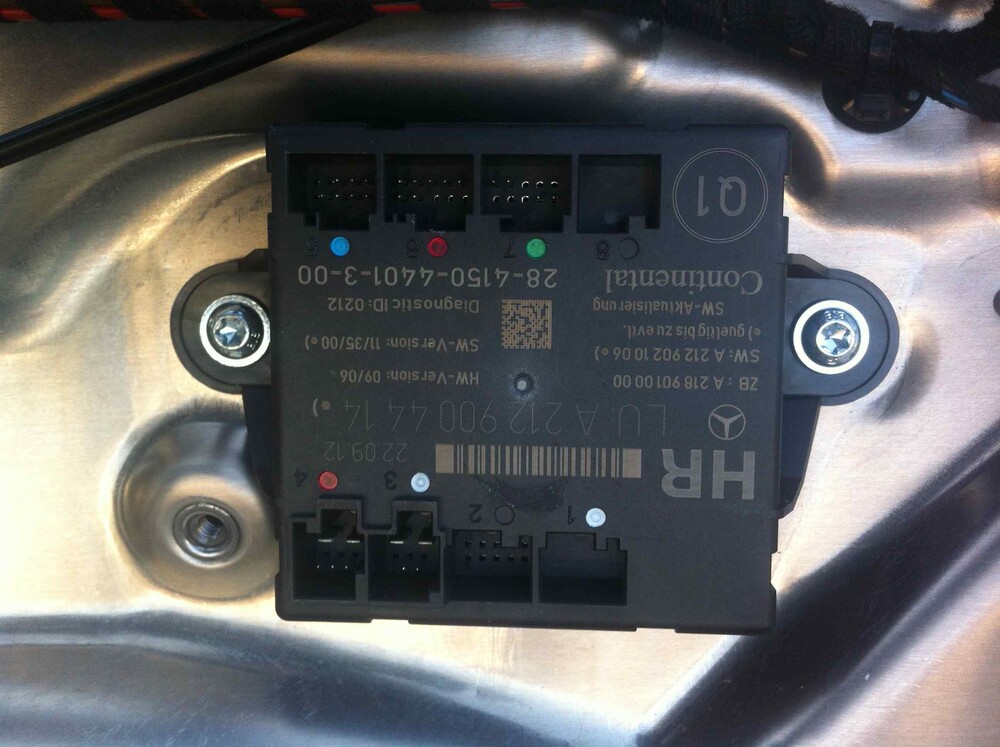 1 2 3 4
HR
22.09.12
LU: A 212 900 44 14 *)
ZB: A 218 901 00 00
HW-Version: 09/06
SW: A 212 902 10 06 *)
SW-Version: 11/35/00 *)
*) gueltig bis zu evtl.
SW-Aktualisierung
Diagnostic ID: 0212
Continental
28-4150-4401-3-00
8 7 6 5
Q1